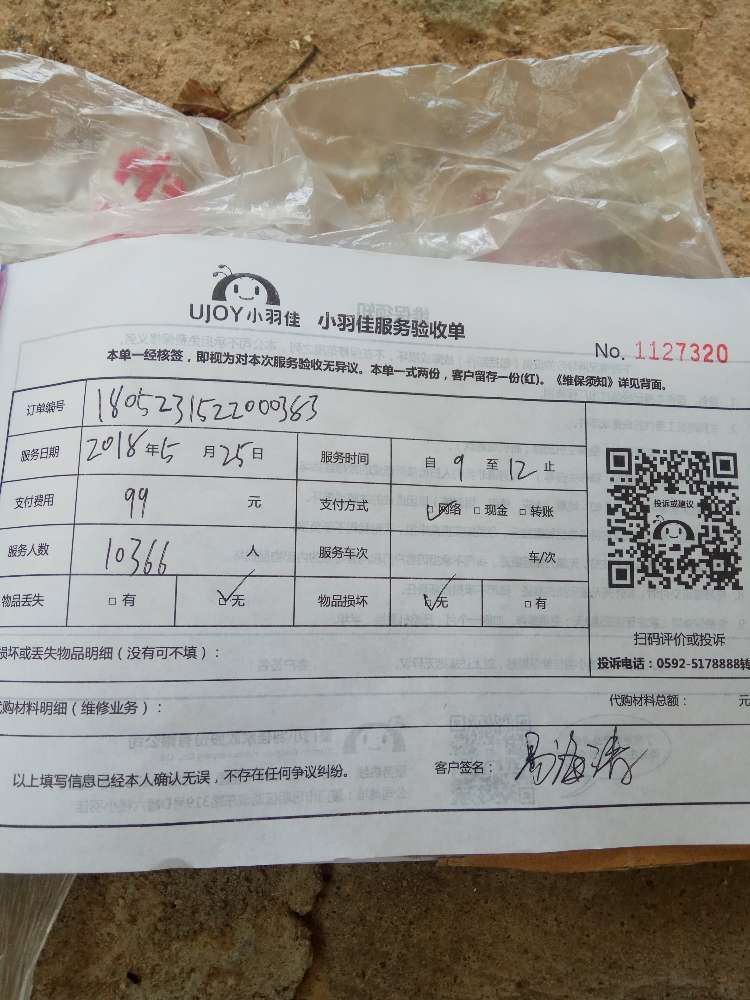 UJOY小羽佳 小羽佳服务验收单
No. 1127320
本单一经核签，即视为对本次服务验收无异议。本单一式两份，客户留存一份(红)。《维保须知》详见背面。
订单编号 1805231522000363
服务日期 2018年5月25日 服务时间 自9至12止
支付费用 99 元 支付方式 ☑网络 □现金 □转账
投诉或建议
服务人数 10366 人 服务车次 车/次
物品丢失 □有 ☑无 物品损坏 ☑无 □有
扫码评价或投诉
损坏或丢失物品明细（没有可不填）：
投诉电话：0592-5178888转
购材料明细（维修业务）：
代购材料总额： 元
以上填写信息已经本人确认无误，不存在任何争议纠纷。 客户签名：